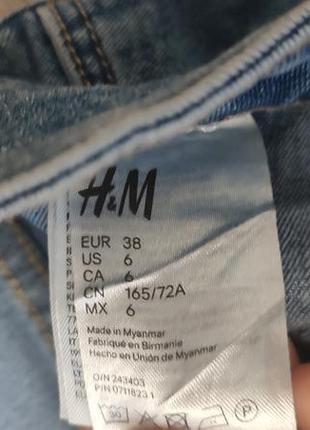 H&M
EUR 38
US 6
CA 6
CN 165/72A
MX 6
Made in Myanmar
Fabriqué en Birmanie
Hecho en Unión de Myanmar
O/N 243403
P/N 0711823 1
30
P